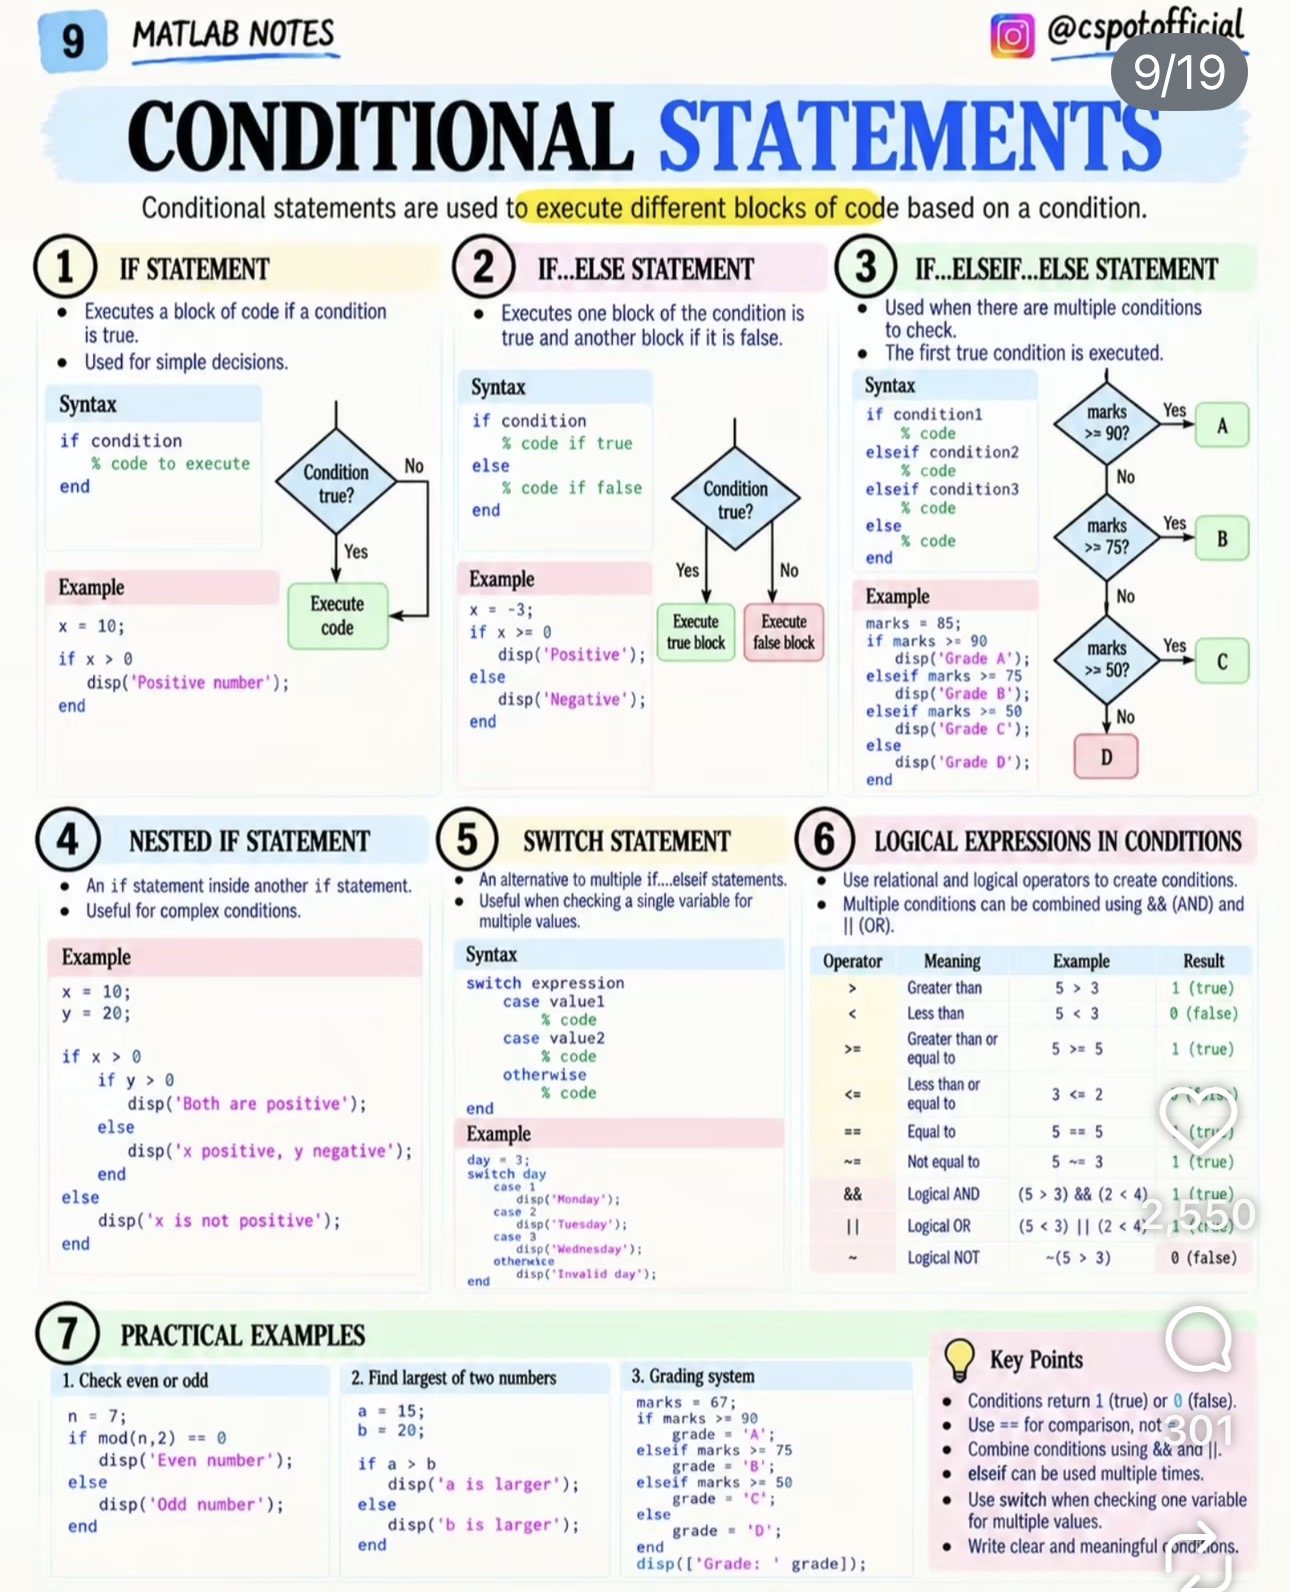 9 MATLAB NOTES
@cspotofficial
9/19
CONDITIONAL STATEMENTS
Conditional statements are used to execute different blocks of code based on a condition.
1 IF STATEMENT
• Executes a block of code if a condition
is true.
• Used for simple decisions.
Syntax
if condition
% code to execute
end
Condition
true?
No
Yes
Execute
code
Example
x = 10;
if x > 0
disp('Positive number');
end
2 IF...ELSE STATEMENT
• Executes one block of the condition is
true and another block if it is false.
Syntax
if condition
% code if true
else
% code if false
end
Condition
true?
Yes
No
Execute
true block
Execute
false block
Example
x = -3;
if x >= 0
disp('Positive');
else
disp('Negative');
end
3 IF...ELSEIF...ELSE STATEMENT
• Used when there are multiple conditions
to check.
• The first true condition is executed.
Syntax
if condition1
% code
elseif condition2
% code
elseif condition3
% code
else
% code
end
Example
marks = 85;
if marks >= 90
disp('Grade A');
elseif marks >= 75
disp('Grade B');
elseif marks >= 50
disp('Grade C');
else
disp('Grade D');
end
marks
>= 90?
Yes
A
No
marks
>= 75?
Yes
B
No
marks
>= 50?
Yes
C
No
D
4 NESTED IF STATEMENT
• An if statement inside another if statement.
• Useful for complex conditions.
Example
x = 10;
y = 20;
if x > 0
if y > 0
disp('Both are positive');
else
disp('x positive, y negative');
end
else
disp('x is not positive');
end
5 SWITCH STATEMENT
• An alternative to multiple if....elseif statements.
• Useful when checking a single variable for
multiple values.
Syntax
switch expression
case value1
% code
case value2
% code
otherwise
% code
end
Example
day = 3;
switch day
case 1
disp('Monday');
case 2
disp('Tuesday');
case 3
disp('Wednesday');
otherwice
disp('Invalid day');
end
6 LOGICAL EXPRESSIONS IN CONDITIONS
• Use relational and logical operators to create conditions.
• Multiple conditions can be combined using && (AND) and
|| (OR).
Operator Meaning Example Result
> Greater than 5 > 3 1 (true)
< Less than 5 < 3 0 (false)
>= Greater than or equal to 5 >= 5 1 (true)
<= Less than or equal to 3 <= 2
== Equal to 5 == 5 (true)
~= Not equal to 5 ~= 3 1 (true)
&& Logical AND (5 > 3) && (2 < 4) 1 (true)
|| Logical OR (5 < 3) || (2 < 4)
~ Logical NOT ~(5 > 3) 0 (false)
2,550
7 PRACTICAL EXAMPLES
1. Check even or odd
n = 7;
if mod(n,2) == 0
disp('Even number');
else
disp('Odd number');
end
2. Find largest of two numbers
a = 15;
b = 20;
if a > b
disp('a is larger');
else
disp('b is larger');
end
3. Grading system
marks = 67;
if marks >= 90
grade = 'A';
elseif marks >= 75
grade = 'B';
elseif marks >= 50
grade = 'C';
else
grade = 'D';
end
disp(['Grade: ' grade]);
Key Points
• Conditions return 1 (true) or 0 (false).
• Use == for comparison, not
301
• Combine conditions using && and ||.
• elseif can be used multiple times.
• Use switch when checking one variable
for multiple values.
• Write clear and meaningful conditions.